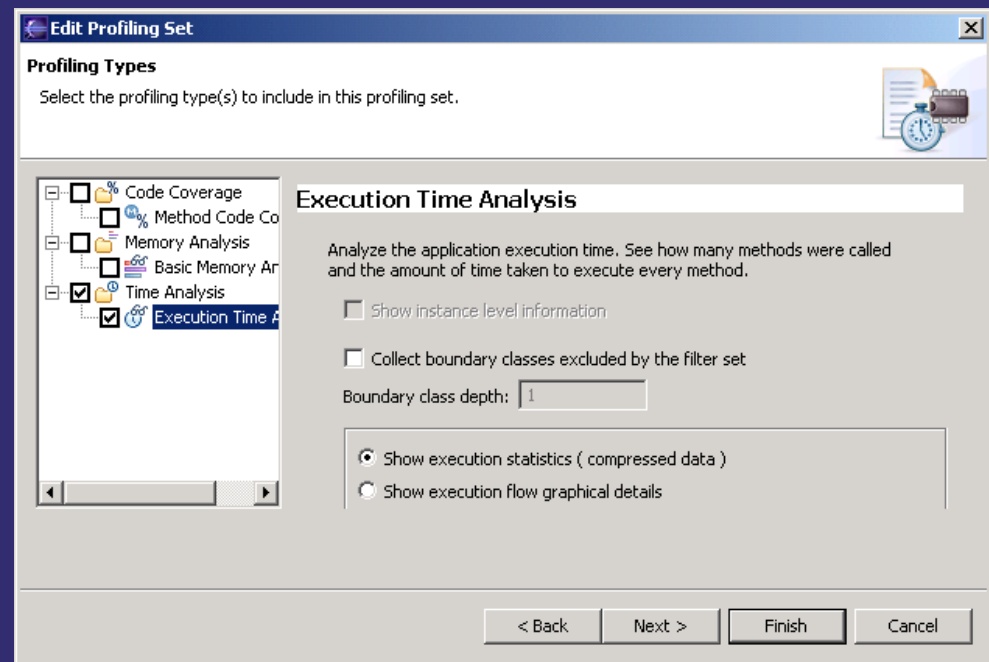 Edit Profiling Set
Profiling Types
Select the profiling type(s) to include in this profiling set.
% Code Coverage
% Method Code Co
Memory Analysis
Basic Memory An
Time Analysis
Execution Time A
Execution Time Analysis
Analyze the application execution time. See how many methods were called
and the amount of time taken to execute every method.
Show instance level information
Collect boundary classes excluded by the filter set
Boundary class depth: 1
Show execution statistics ( compressed data )
Show execution flow graphical details
< Back
Next >
Finish
Cancel